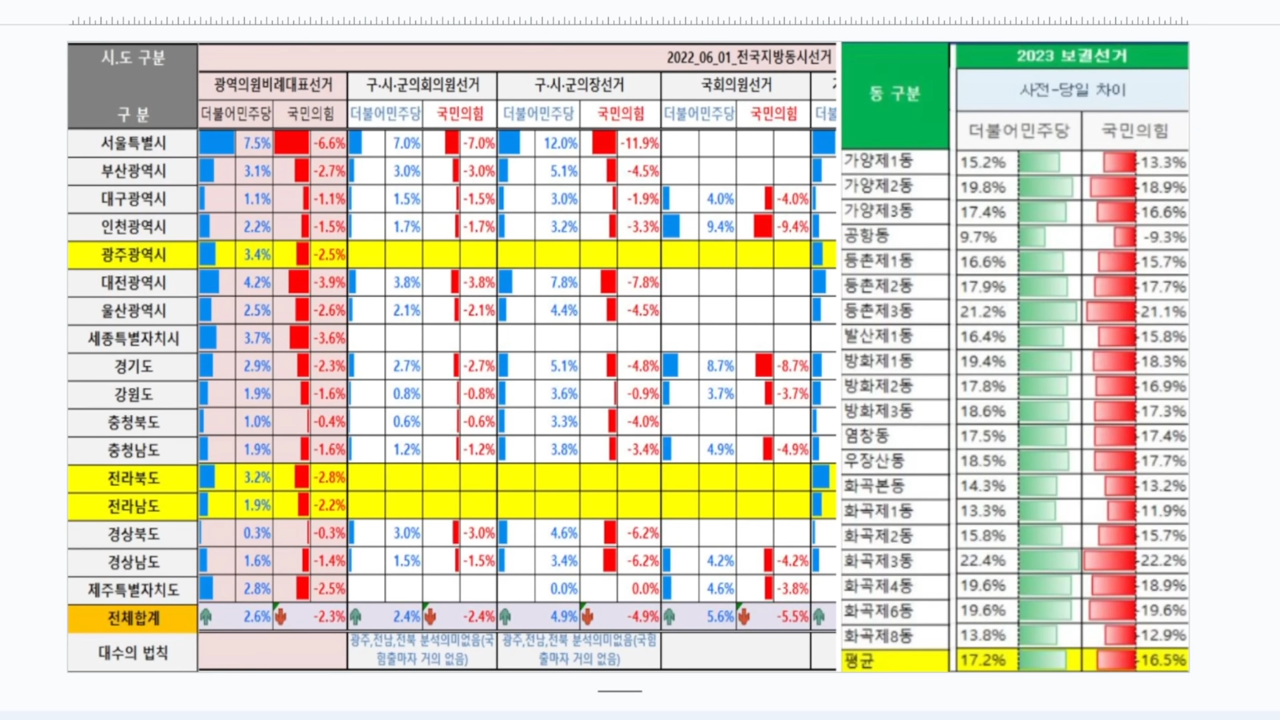 시.도 구분
2022_06_01_전국지방동시선거
광역의원비례대표선거 구·시·군의회의원선거 구·시·군의장선거 국회의원선거
구 분
더불어민주당 국민의힘 더불어민주당 국민의힘 더불어민주당 국민의힘 더불어민주당 국민의힘 더불
서울특별시 7.5% -6.6% 7.0% -7.0% 12.0% -11.9%
부산광역시 3.1% -2.7% 3.0% -3.0% 5.1% -4.5%
대구광역시 1.1% -1.1% 1.5% -1.5% 3.0% -1.9% 4.0% -4.0%
인천광역시 2.2% -1.5% 1.7% -1.7% 3.2% -3.3% 9.4% -9.4%
광주광역시 3.4% -2.5%
대전광역시 4.2% -3.9% 3.8% -3.8% 7.8% -7.8%
울산광역시 2.5% -2.6% 2.1% -2.1% 4.4% -4.5%
세종특별자치시 3.7% -3.6%
경기도 2.9% -2.3% 2.7% -2.7% 5.1% -4.8% 8.7% -8.7%
강원도 1.9% -1.6% 0.8% -0.8% 3.6% -0.9% 3.7% -3.7%
충청북도 1.0% -0.4% 0.6% -0.6% 3.3% -4.0%
충청남도 1.9% -1.6% 1.2% -1.2% 3.8% -3.4% 4.9% -4.9%
전라북도 3.2% -2.8%
전라남도 1.9% -2.2%
경상북도 0.3% -0.3% 3.0% -3.0% 4.6% -6.2%
경상남도 1.6% -1.4% 1.5% -1.5% 3.4% -6.2% 4.2% -4.2%
제주특별자치도 2.8% -2.5% 0.0% 0.0% 4.6% -3.8%
전체합계 2.6% -2.3% 2.4% -2.4% 4.9% -4.9% 5.6% -5.5%
대수의 법칙
광주,전남,전북 분석의미없음(국
힘출마자 거의 없음)
광주,전남,전북 분석의미없음(국힘
출마자 거의 없음)
동 구분
2023 보궐선거
사전-당일 차이
더불어민주당 국민의힘
가양제1동 15.2% -13.3%
가양제2동 19.8% -18.9%
가양제3동 17.4% -16.6%
공항동 9.7% -9.3%
등촌제1동 16.6% -15.7%
등촌제2동 17.9% -17.7%
등촌제3동 21.2% -21.1%
발산제1동 16.4% -15.8%
방화제1동 19.4% -18.3%
방화제2동 17.8% -16.9%
방화제3동 18.6% -17.3%
염창동 17.5% -17.4%
우장산동 18.5% -17.7%
화곡본동 14.3% -13.2%
화곡제1동 13.3% -11.9%
화곡제2동 15.8% -15.7%
화곡제3동 22.4% -22.2%
화곡제4동 19.6% -18.9%
화곡제6동 19.6% -19.6%
화곡제8동 13.8% -12.9%
평균 17.2% -16.5%